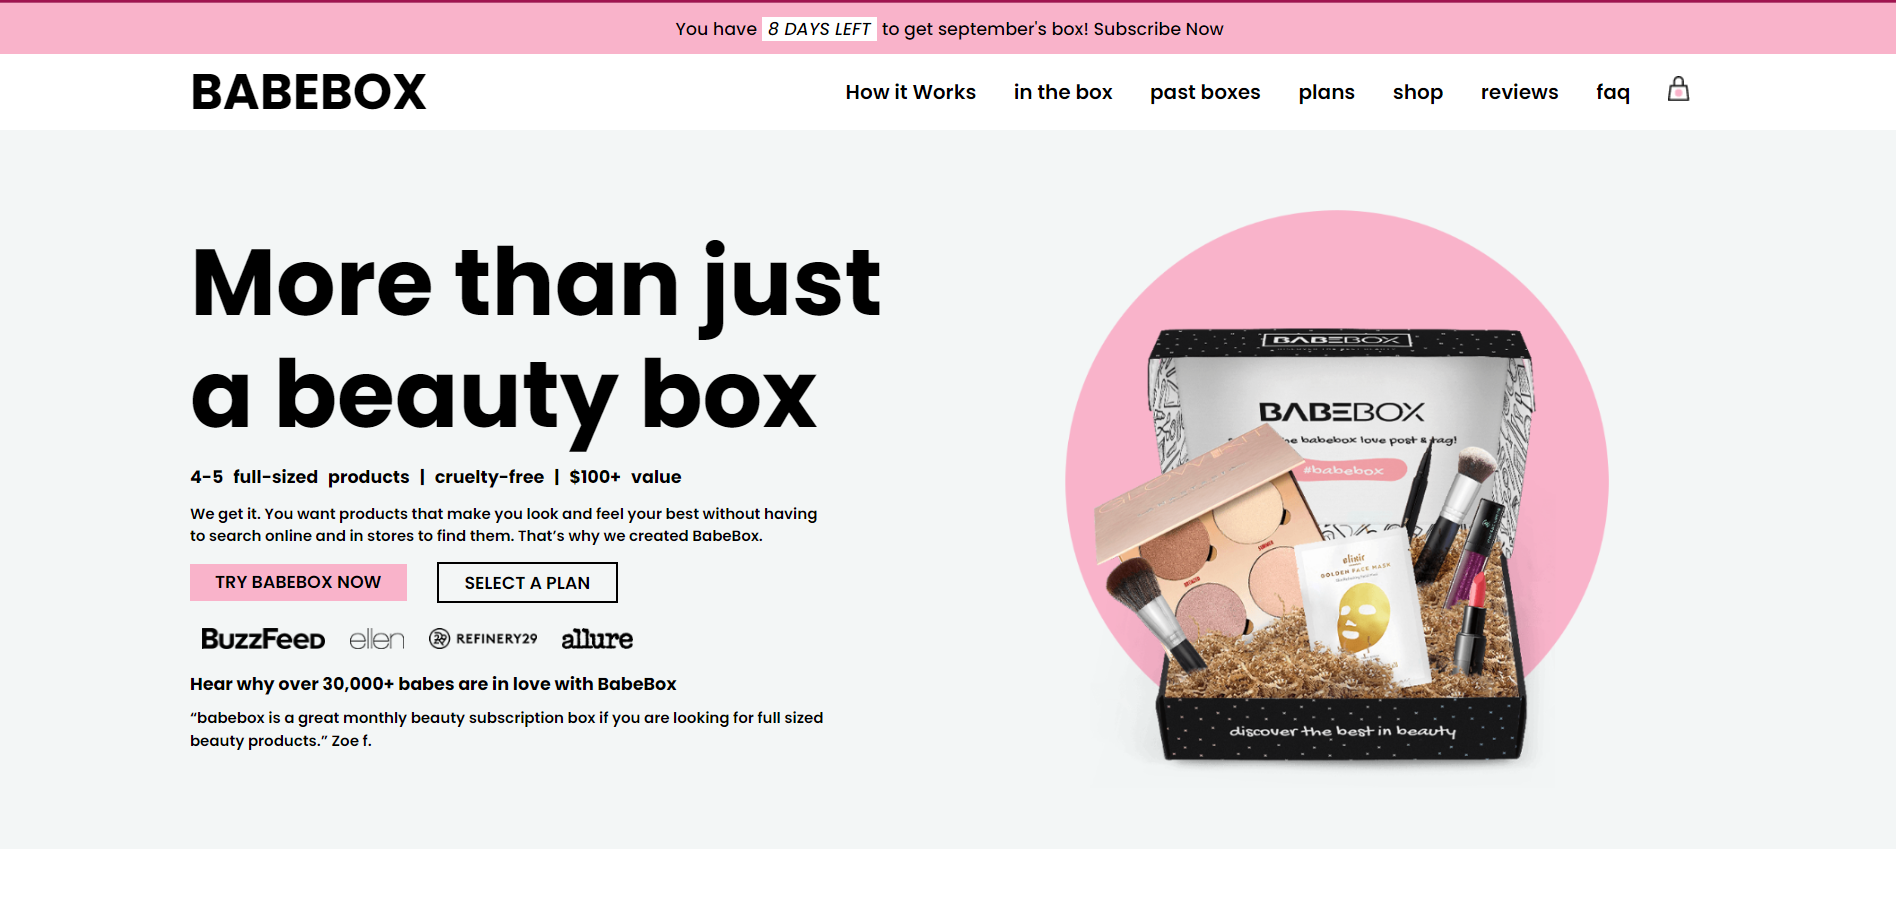 You have 8 DAYS LEFT to get september's box! Subscribe Now
BABEBOX
How it Works in the box past boxes plans shop reviews faq
More than just
a beauty box
4-5 full-sized products | cruelty-free | $100+ value
We get it. You want products that make you look and feel your best without having
to search online and in stores to find them. That’s why we created BabeBox.
TRY BABEBOX NOW SELECT A PLAN
BuzzFeed ellen R29 REFINERY29 allure
Hear why over 30,000+ babes are in love with BabeBox
“babebox is a great monthly beauty subscription box if you are looking for full sized
beauty products.” Zoe f.
BABEBOX
BABEBOX
babebox love post & tag!
#babebox
elixir
GOLDEN FACE MASK
discover the best in beauty